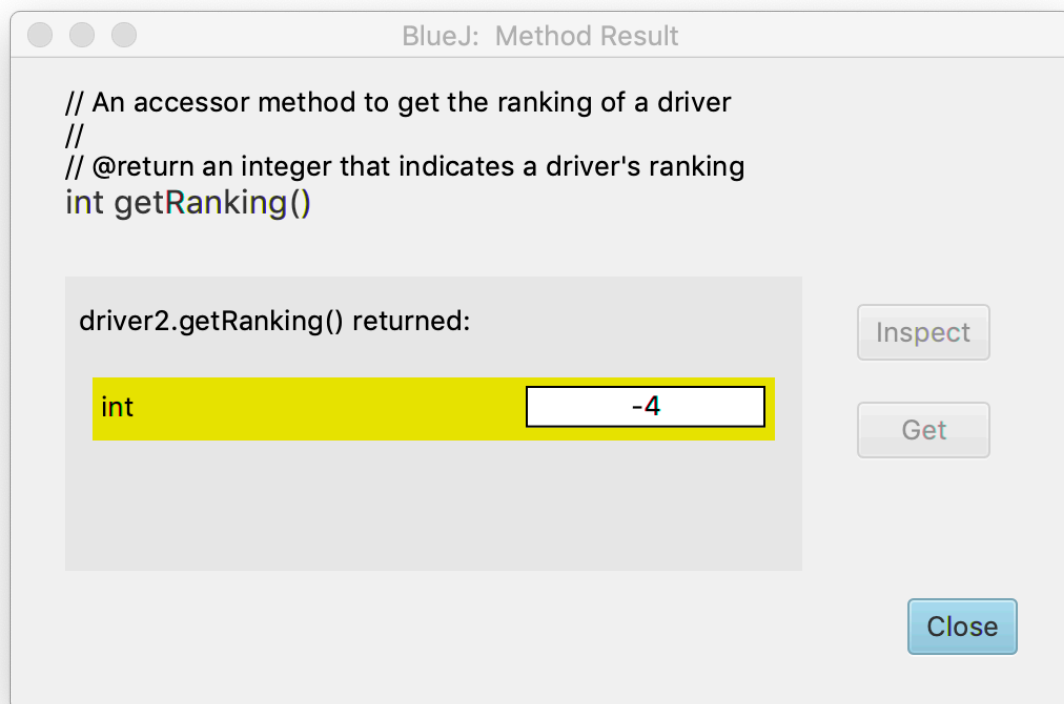 BlueJ:  Method Result
// An accessor method to get the ranking of a driver
//
// @return an integer that indicates a driver's ranking
int getRanking()
driver2.getRanking() returned:
Inspect
int -4
Get
Close